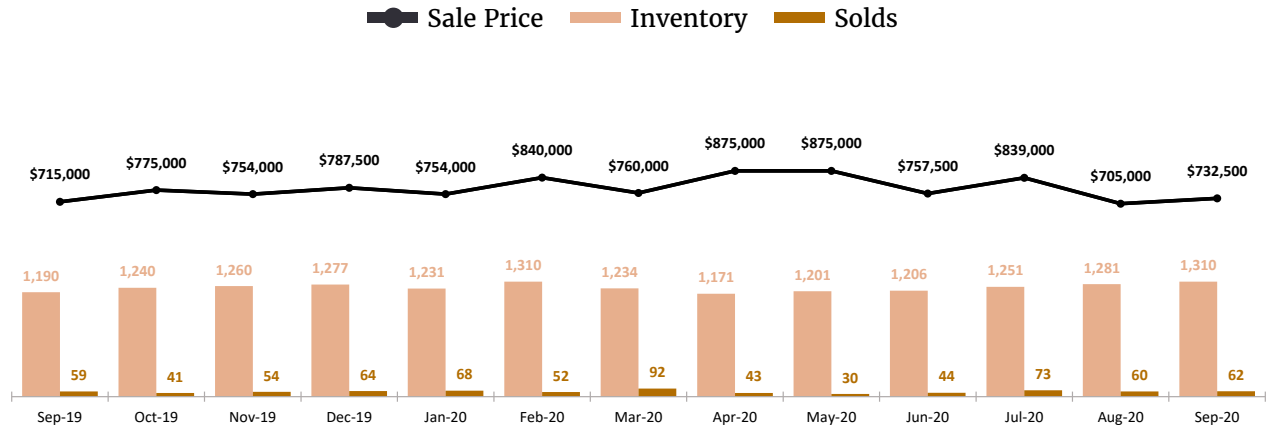 Sale Price Inventory Solds
$715,000 $775,000 $754,000 $787,500 $754,000 $840,000 $760,000 $875,000 $875,000 $757,500 $839,000 $705,000 $732,500
1,190 1,240 1,260 1,277 1,231 1,310 1,234 1,171 1,201 1,206 1,251 1,281 1,310
59 41 54 64 68 52 92 43 30 44 73 60 62
Sep-19 Oct-19 Nov-19 Dec-19 Jan-20 Feb-20 Mar-20 Apr-20 May-20 Jun-20 Jul-20 Aug-20 Sep-20